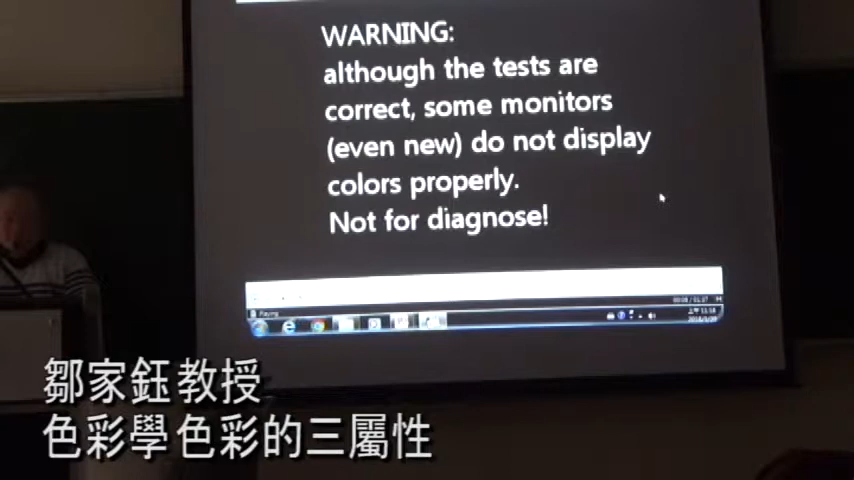 WARNING:
although the tests are
correct, some monitors
(even new) do not display
colors properly.
Not for diagnose!
Playing
鄒家鈺教授
色彩學色彩的三屬性